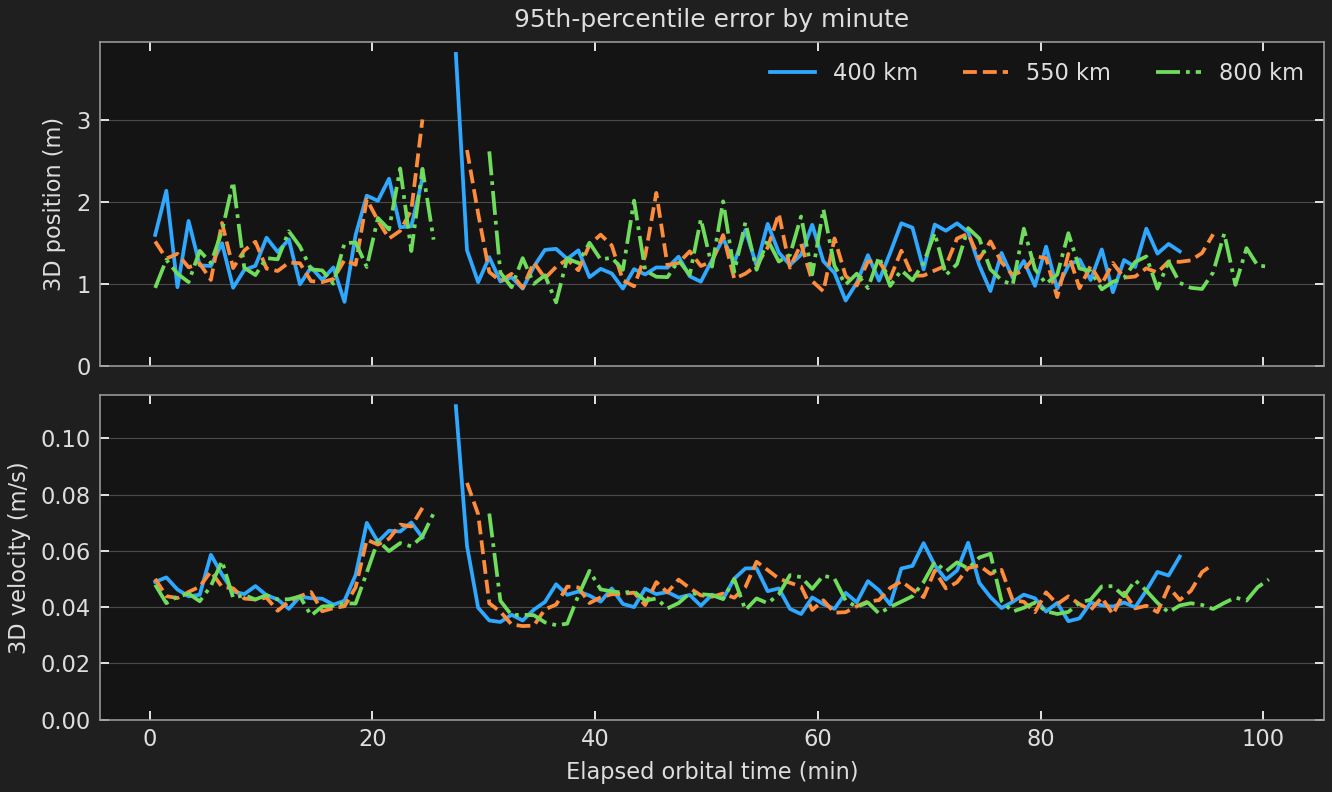 95th-percentile error by minute
400 km 550 km 800 km
3D position (m)
3
2
1
0
3D velocity (m/s)
0.10
0.08
0.06
0.04
0.02
0.00
0 20 40 60 80 100
Elapsed orbital time (min)